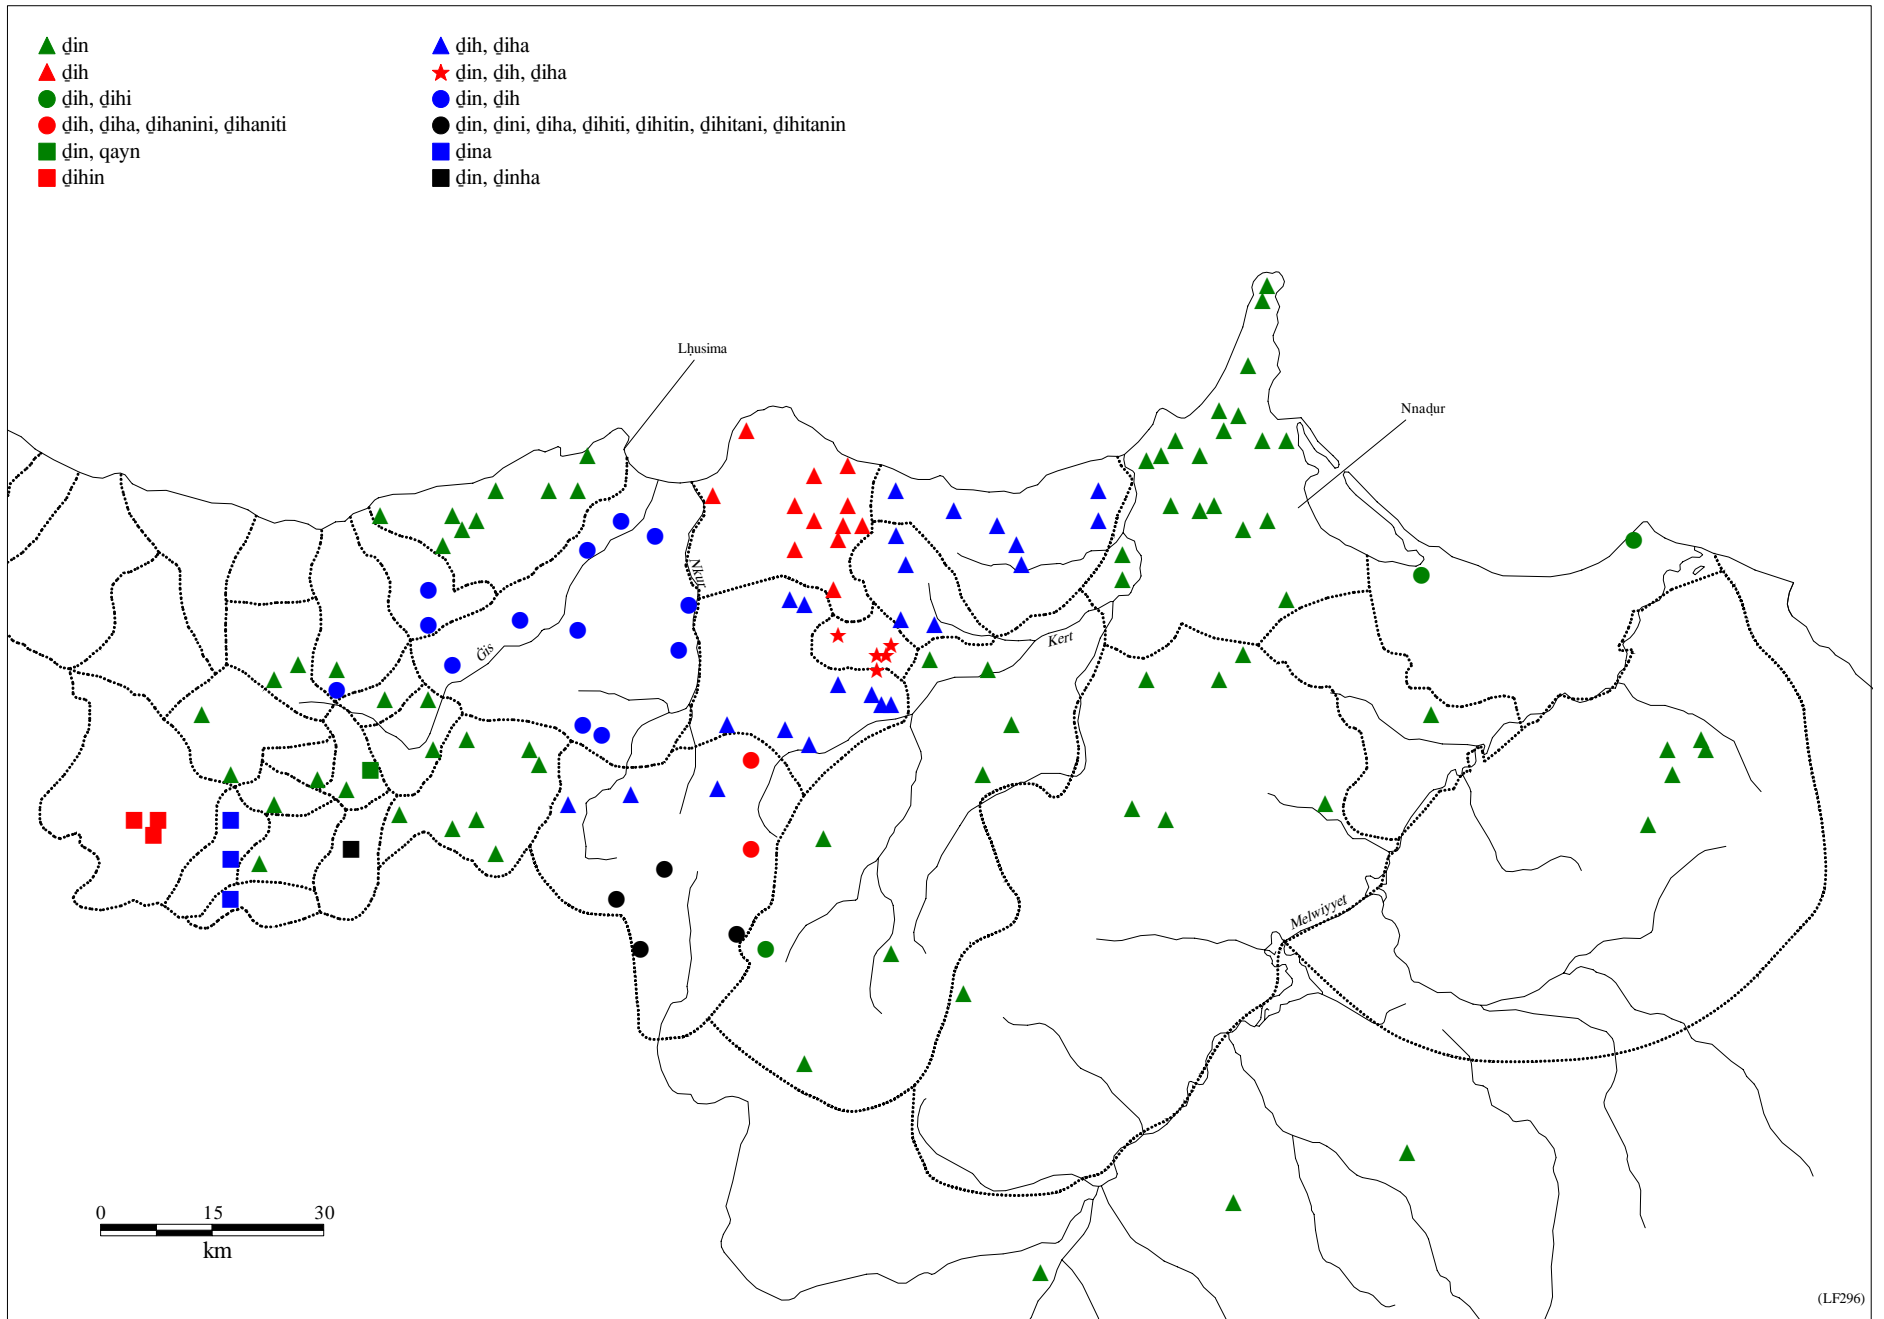 ḏin
ḏih
ḏih, ḏihi
ḏih, ḏiha, ḏihanini, ḏihaniti
ḏin, qayn
ḏihin
ḏih, ḏiha
ḏin, ḏih, ḏiha
ḏin, ḏih
ḏin, ḏini, ḏiha, ḏihiti, ḏihitin, ḏihitani, ḏihitanin
ḏina
ḏin, ḏinha
Lḥusima
Nnaḍur
Nkur
Ɣis
Kert
Melwiyyet
0 15 30
km
(LF296)